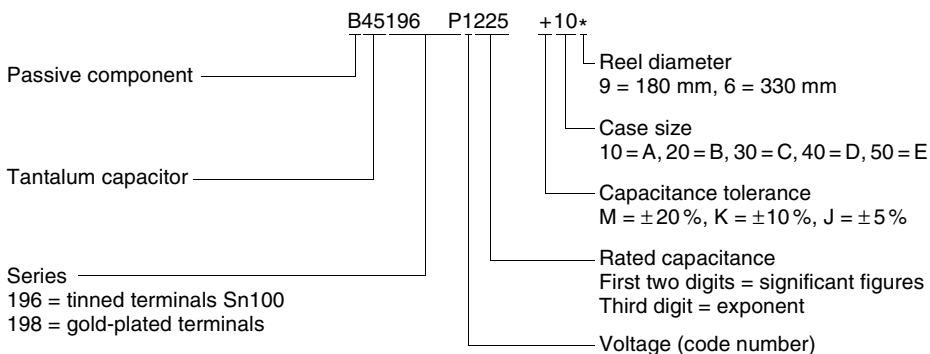 B45196 P1225 +10*
Passive component
Reel diameter
9 = 180 mm, 6 = 330 mm
Case size
10 = A, 20 = B, 30 = C, 40 = D, 50 = E
Tantalum capacitor
Capacitance tolerance
M = ±20 %, K = ±10 %, J = ±5 %
Series
196 = tinned terminals Sn100
198 = gold-plated terminals
Rated capacitance
First two digits = significant figures
Third digit = exponent
Voltage (code number)